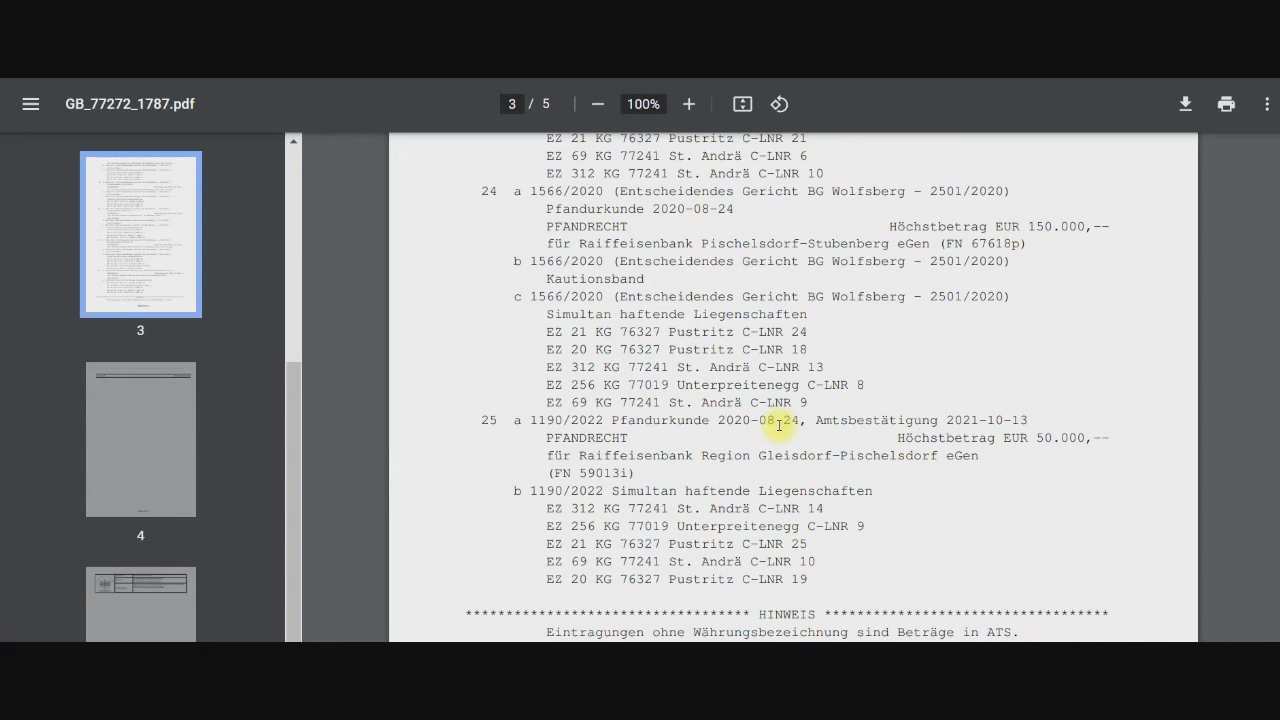 GB_77272_1787.pdf
3 / 5
100%
EZ 21 KG 76327 Pustritz C-LNR 21
EZ 69 KG 77241 St. Andrä C-LNR 6
EZ 312 KG 77241 St. Andrä C-LNR 10
24 a 1566/2020 (Entscheidendes Gericht BG Wolfsberg - 2501/2020)
Pfandurkunde 2020-08-24
PFANDRECHT Höchstbetrag EUR 150.000,--
für Raiffeisenbank Pischelsdorf-Stubenberg eGen (FN 67618p)
b 1566/2020 (Entscheidendes Gericht BG Wolfsberg - 2501/2020)
Kautionsband
c 1566/2020 (Entscheidendes Gericht BG Wolfsberg - 2501/2020)
Simultan haftende Liegenschaften
EZ 21 KG 76327 Pustritz C-LNR 24
EZ 20 KG 76327 Pustritz C-LNR 18
EZ 312 KG 77241 St. Andrä C-LNR 13
EZ 256 KG 77019 Unterpreitenegg C-LNR 8
EZ 69 KG 77241 St. Andrä C-LNR 9
25 a 1190/2022 Pfandurkunde 2020-08-24, Amtsbestätigung 2021-10-13
PFANDRECHT Höchstbetrag EUR 50.000,--
für Raiffeisenbank Region Gleisdorf-Pischelsdorf eGen
(FN 59013i)
b 1190/2022 Simultan haftende Liegenschaften
EZ 312 KG 77241 St. Andrä C-LNR 14
EZ 256 KG 77019 Unterpreitenegg C-LNR 9
EZ 21 KG 76327 Pustritz C-LNR 25
EZ 69 KG 77241 St. Andrä C-LNR 10
EZ 20 KG 76327 Pustritz C-LNR 19
*********************************** HINWEIS ***********************************
Eintragungen ohne Währungsbezeichnung sind Beträge in ATS.
3
4